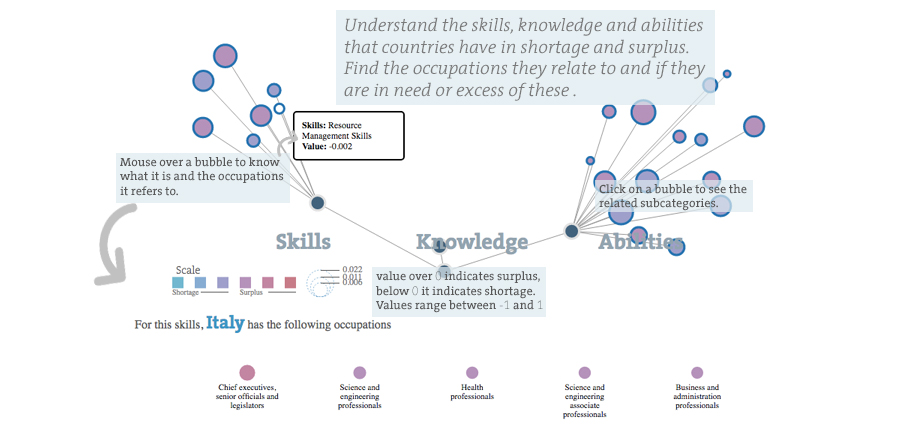 Understand the skills, knowledge and abilities
that countries have in shortage and surplus.
Find the occupations they relate to and if they
are in need or excess of these .
Skills: Resource
Management Skills
Value: -0.002
Mouse over a bubble to know
what it is and the occupations
it refers to.
Click on a bubble to see the
related subcategories.
Skills
Knowledge
Abilities
Scale
Shortage
Surplus
0.022
0.011
0.006
value over 0 indicates surplus,
below 0 it indicates shortage.
Values range between -1 and 1
For this skills, Italy has the following occupations
Chief executives,
senior officials and
legislators
Science and
engineering
professionals
Health
professionals
Science and
engineering
associate
professionals
Business and
administration
professionals